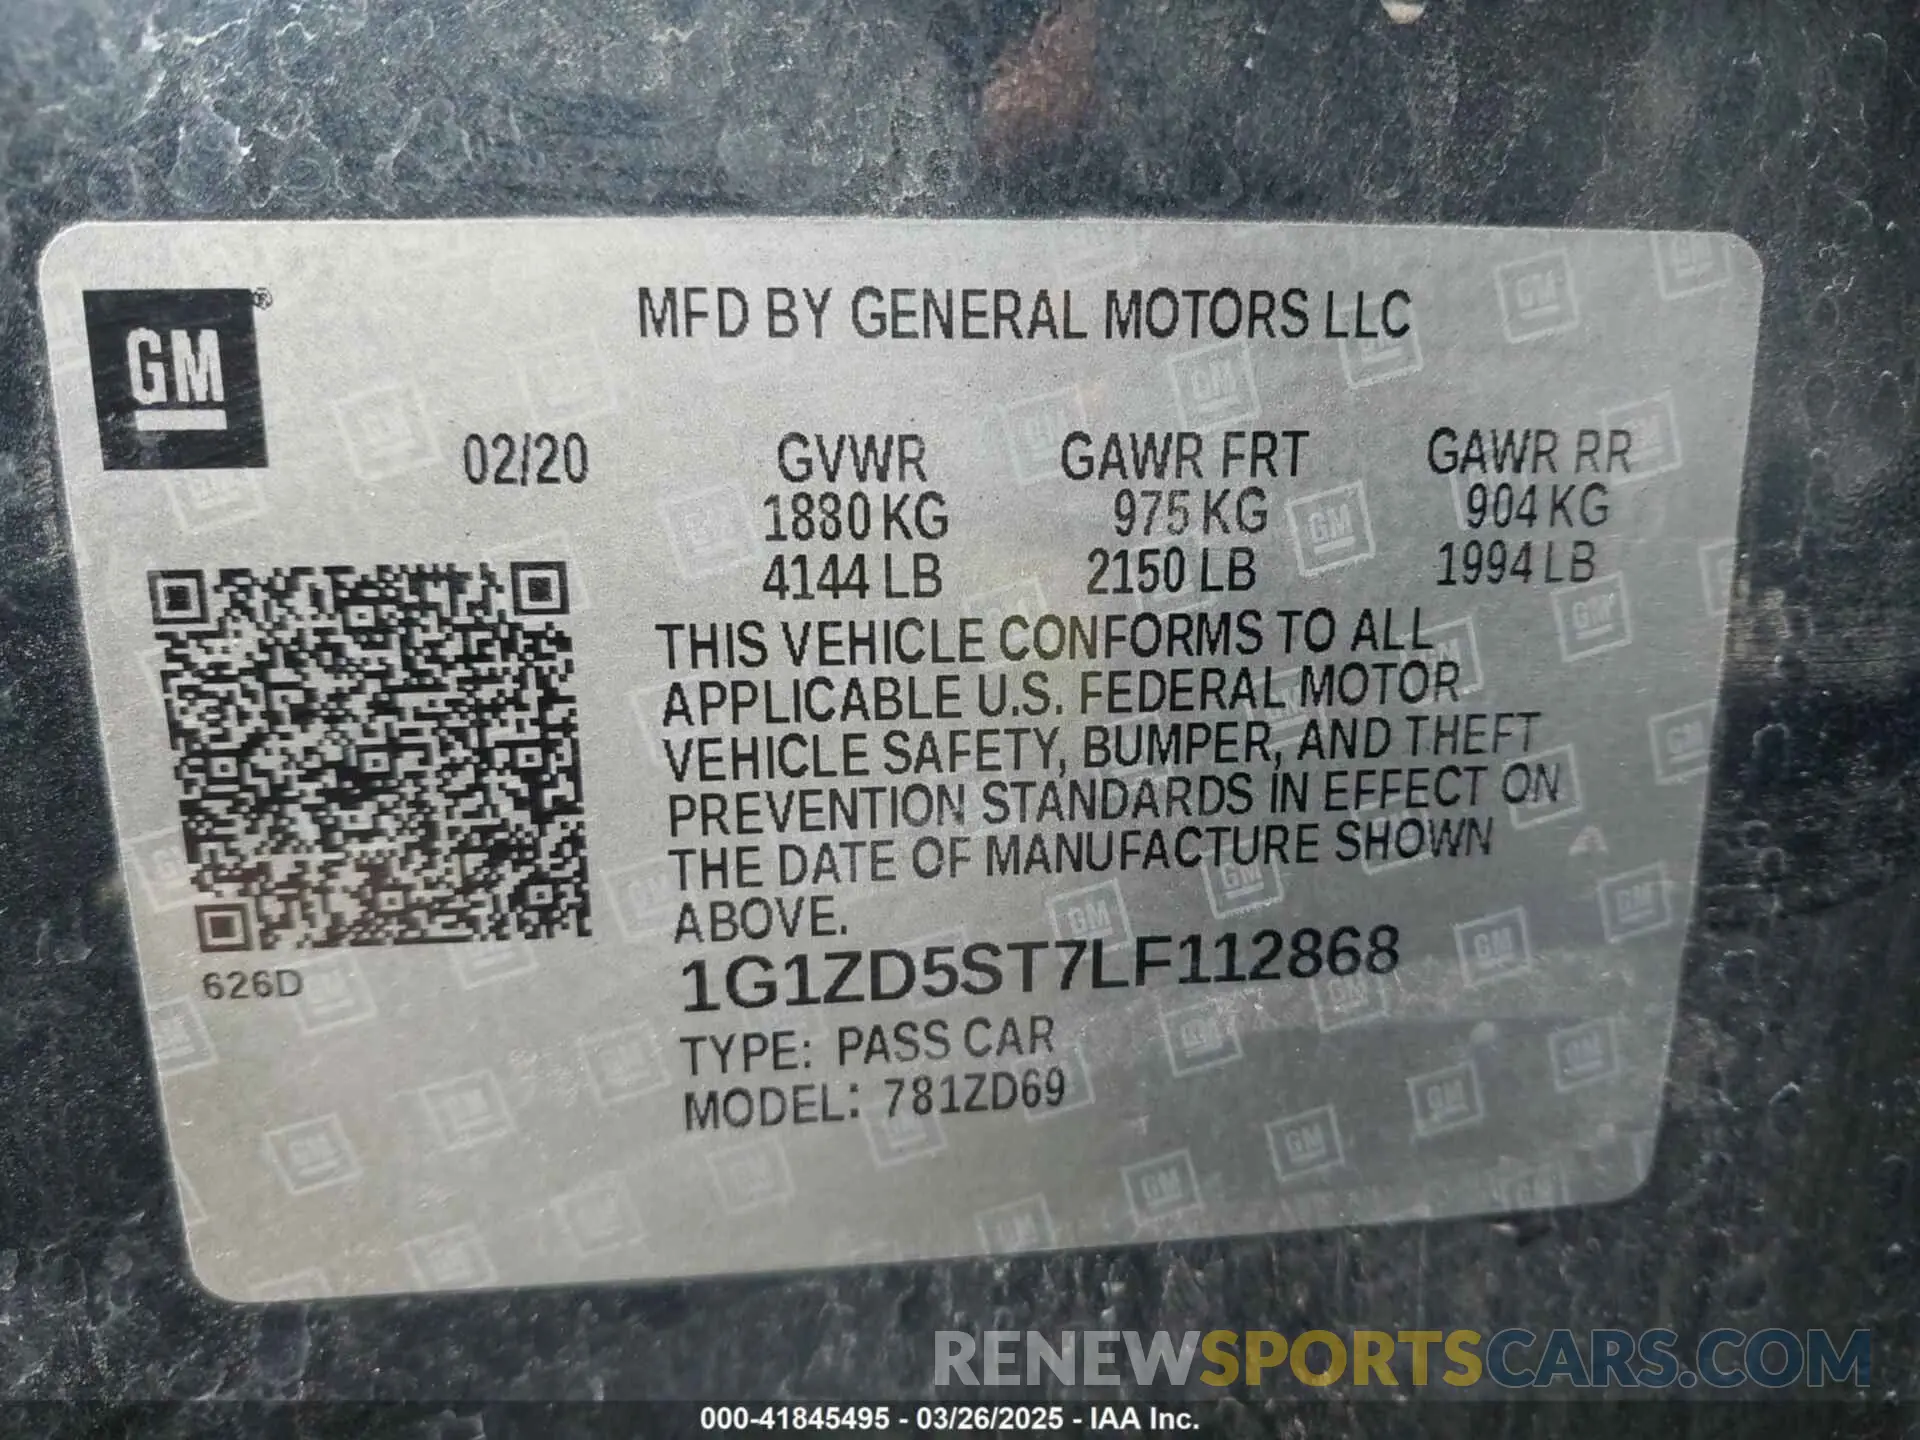 GM®
MFD BY GENERAL MOTORS LLC
02/20 GVWR GAWR FRT GAWR RR
1880 KG 975 KG 904 KG
4144 LB 2150 LB 1994 LB
THIS VEHICLE CONFORMS TO ALL
APPLICABLE U.S. FEDERAL MOTOR
VEHICLE SAFETY, BUMPER, AND THEFT
PREVENTION STANDARDS IN EFFECT ON
THE DATE OF MANUFACTURE SHOWN
ABOVE.
626D
1G1ZD5ST7LF112868
TYPE: PASS CAR
MODEL: 781ZD69
RENEWSPORTSCARS.COM
000-41845495 - 03/26/2025 - IAA Inc.